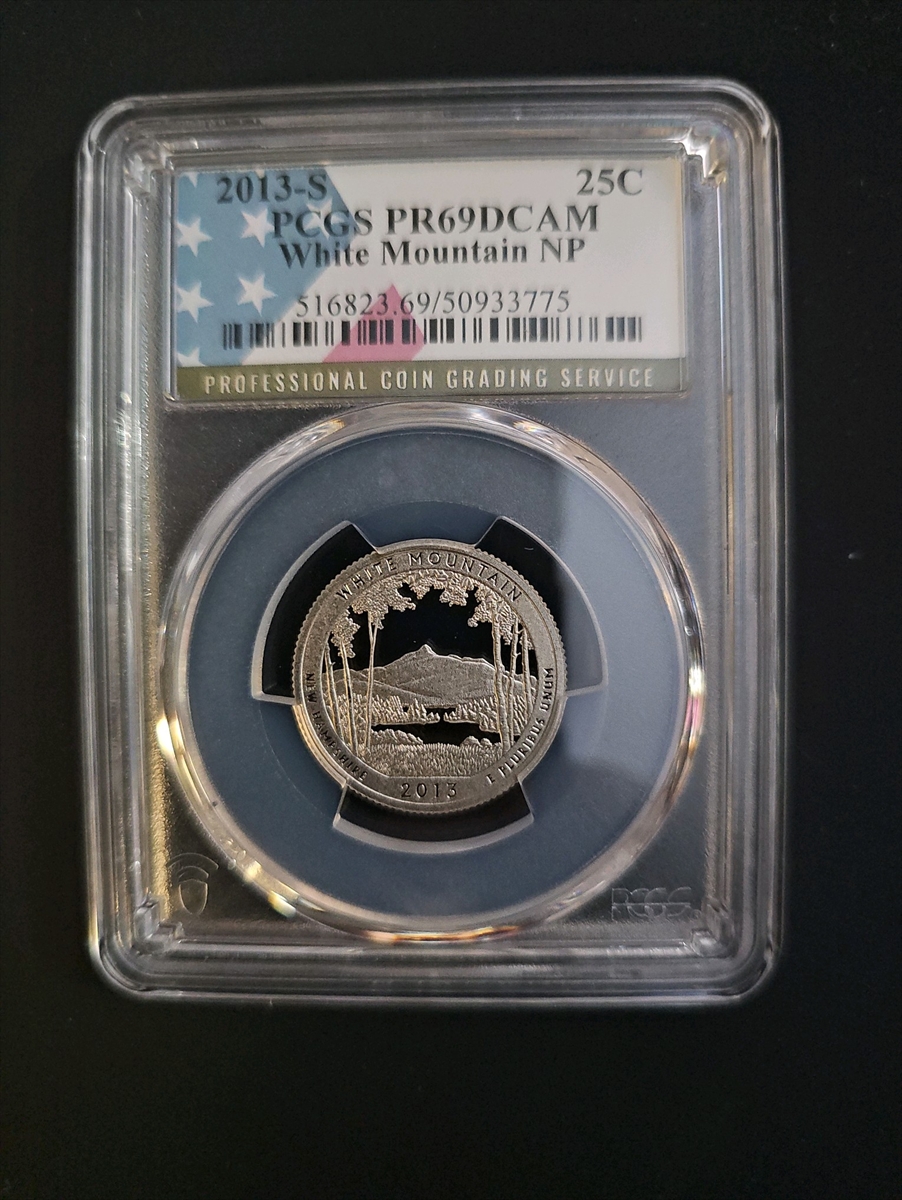 2013-S 25C
PCGS PR69DCAM
White Mountain NP
516823.69/50933775
PROFESSIONAL COIN GRADING SERVICE
WHITE MOUNTAIN
NEW HAMPSHIRE
E PLURIBUS UNUM
2013
PCGS